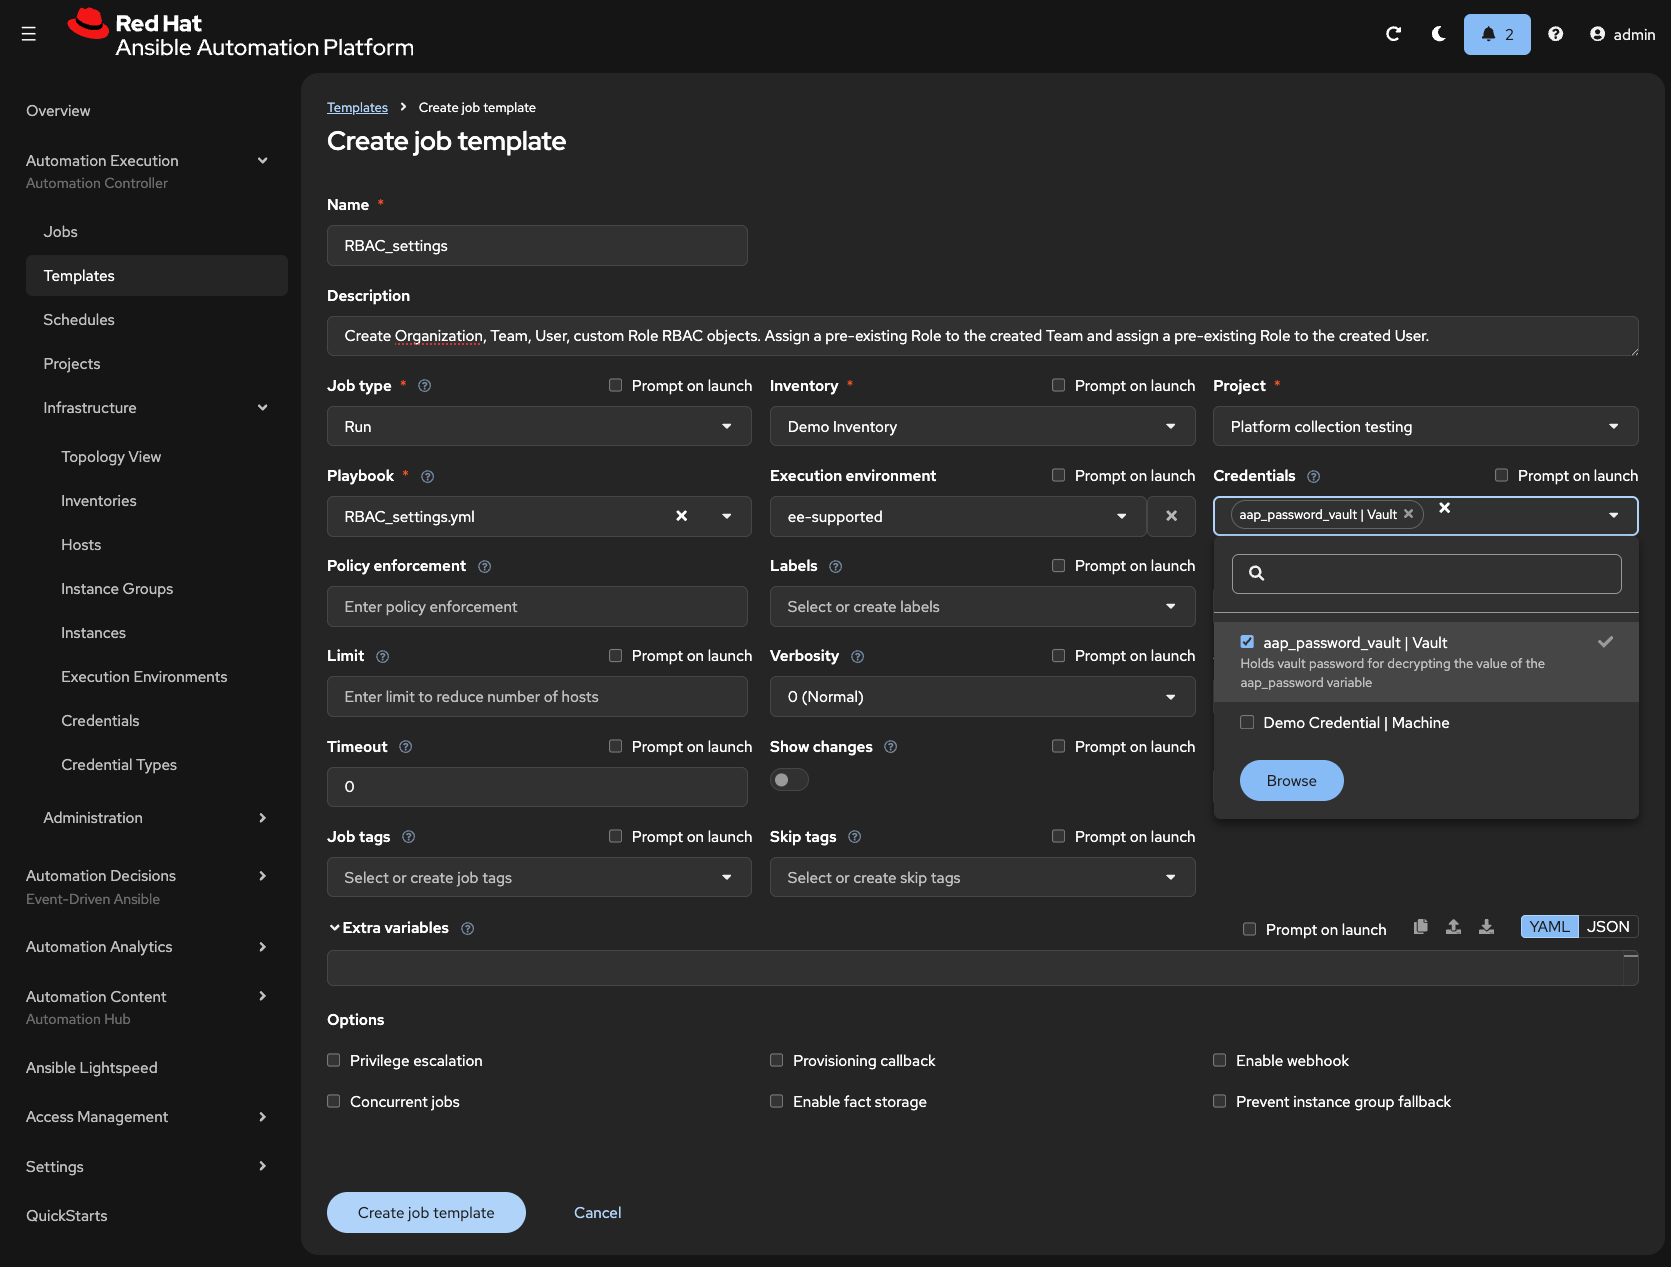 Red Hat
Ansible Automation Platform
2
admin
Overview
Automation Execution
Automation Controller
Jobs
Templates
Schedules
Projects
Infrastructure
Topology View
Inventories
Hosts
Instance Groups
Instances
Execution Environments
Credentials
Credential Types
Administration
Automation Decisions
Event-Driven Ansible
Automation Analytics
Automation Content
Automation Hub
Ansible Lightspeed
Access Management
Settings
QuickStarts
Templates > Create job template
Create job template
Name *
RBAC_settings
Description
Create Organization, Team, User, custom Role RBAC objects. Assign a pre-existing Role to the created Team and assign a pre-existing Role to the created User.
Job type * Prompt on launch Inventory * Prompt on launch Project *
Run Demo Inventory Platform collection testing
Playbook * Execution environment Prompt on launch Credentials Prompt on launch
RBAC_settings.yml ee-supported aap_password_vault | Vault
Policy enforcement Labels Prompt on launch
Enter policy enforcement Select or create labels
Limit Prompt on launch Verbosity Prompt on launch
Enter limit to reduce number of hosts 0 (Normal)
Timeout Prompt on launch Show changes Prompt on launch
0
Job tags Prompt on launch Skip tags Prompt on launch
Select or create job tags Select or create skip tags
aap_password_vault | Vault
Holds vault password for decrypting the value of the
aap_password variable
Demo Credential | Machine
Browse
Extra variables Prompt on launch YAML JSON
Options
Privilege escalation Provisioning callback Enable webhook
Concurrent jobs Enable fact storage Prevent instance group fallback
Create job template Cancel